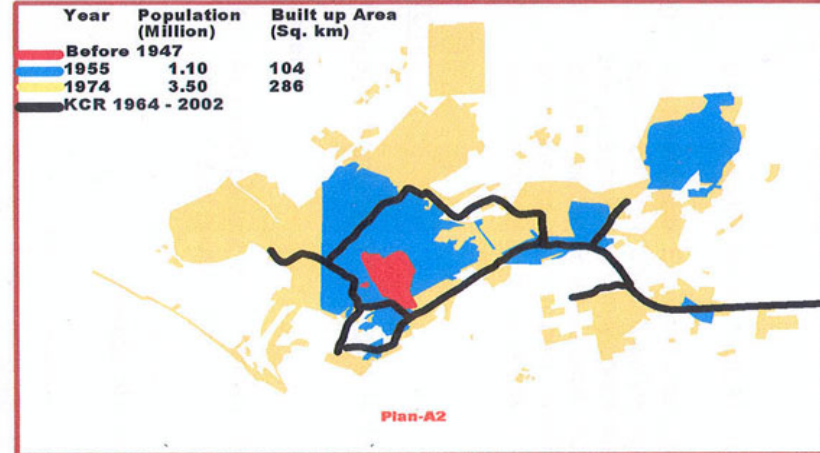 Year Population Built up Area
(Million) (Sq. km)
Before 1947
1955 1.10 104
1974 3.50 286
KCR 1964 - 2002
Plan-A2